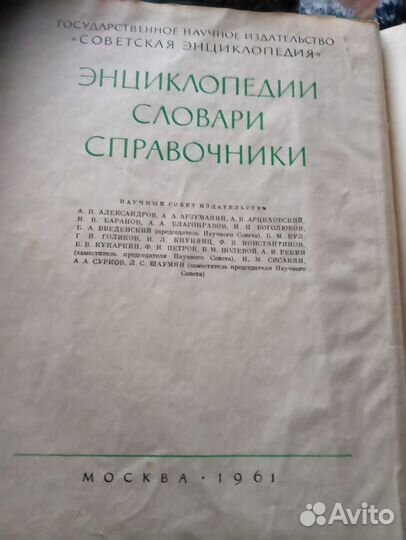 ГОСУДАРСТВЕННОЕ НАУЧНОЕ ИЗДАТЕЛЬСТВО
«СОВЕТСКАЯ ЭНЦИКЛОПЕДИЯ»
ЭНЦИКЛОПЕДИИ
СЛОВАРИ
СПРАВОЧНИКИ
НАУЧНЫЙ СОВЕТ ИЗДАТЕЛЬСТВА
А. П. АЛЕКСАНДРОВ, А. А. АРЗУМАНЯН, А. В. АРЦИХОВСКИЙ,
Н. В. БАРАНОВ, А. А. БЛАГОНРАВОВ, Н. Н. БОГОЛЮБОВ,
Б. А. ВВЕДЕНСКИЙ (председатель Научного Совета), Б. М. ВУЛ,
Г. Н. ГОЛИКОВ, И. Л. КНУНЯНЦ, Ф. В. КОНСТАНТИНОВ,
Б. В. КУКАРКИН, Ф. Н. ПЕТРОВ, В. М. ПОЛЕВОЙ, А. И. РЕВИН
(заместитель председателя Научного Совета), Н. М. СИСАКЯН,
А. А. СУРКОВ, Л. С. ШАУМЯН (заместитель председателя Научного
Совета)
МОСКВА · 1961
Avito